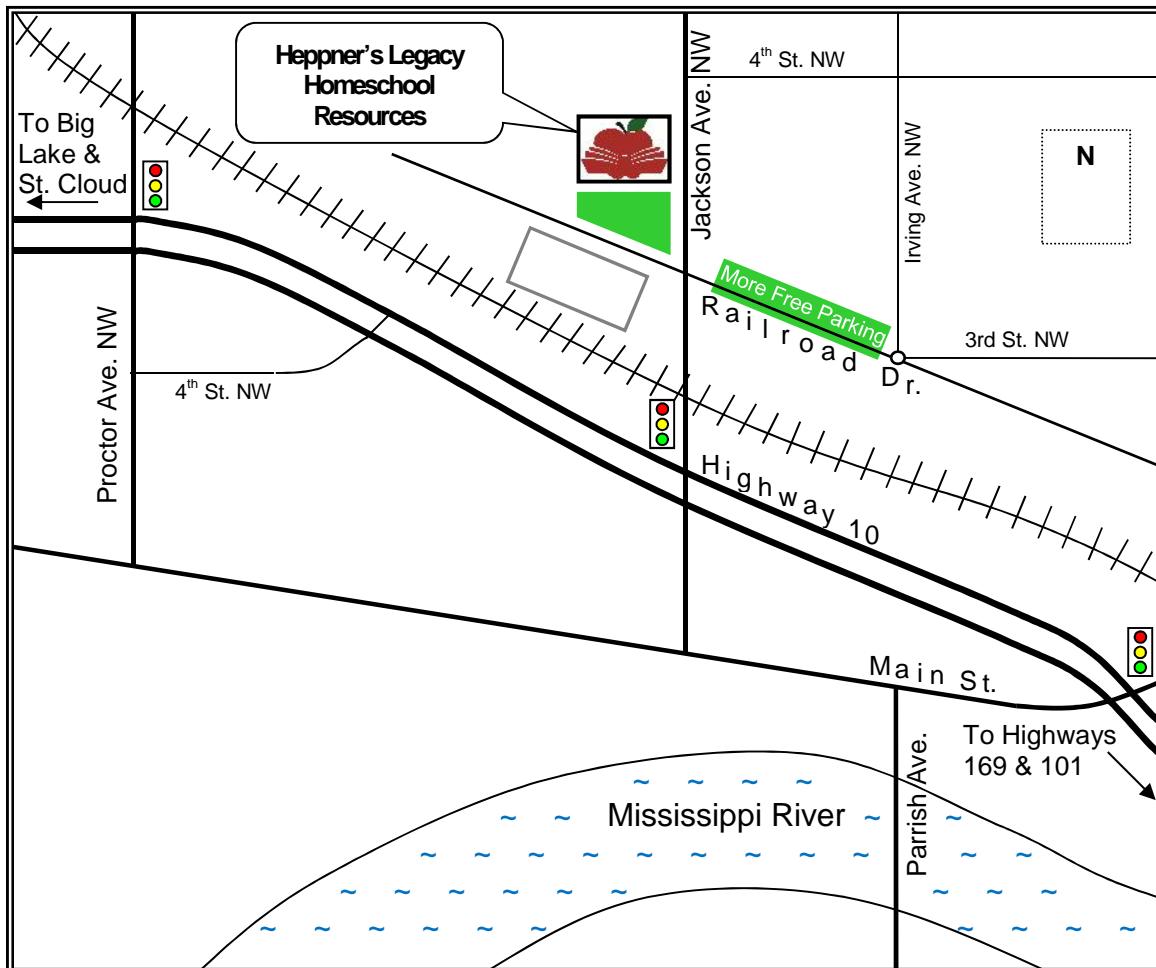 Heppner's Legacy
Homeschool
Resources
To Big
Lake &
St. Cloud
Jackson Ave. NW
4th St. NW
Irving Ave. NW
N
More Free Parking
Railroad Dr.
3rd St. NW
Proctor Ave. NW
4th St. NW
Highway 10
Main St.
To Highways
169 & 101
Parrish Ave.
Mississippi River